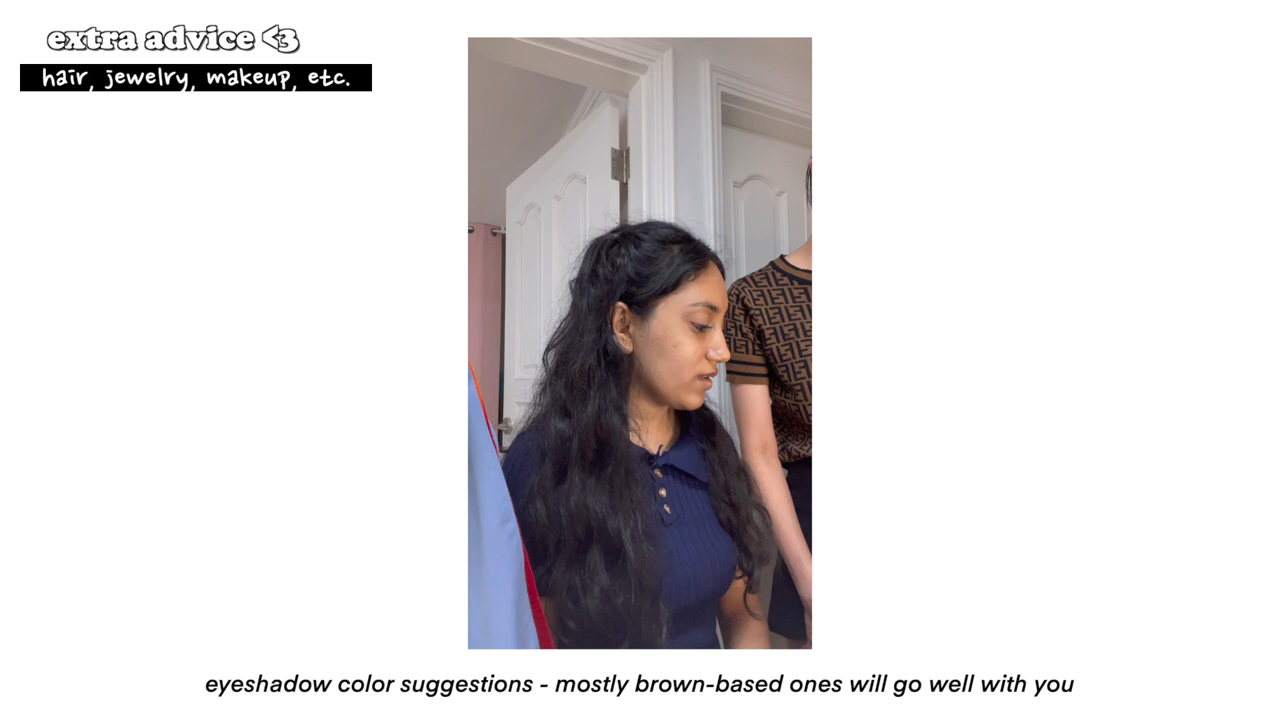 extra advice <3
hair, jewelry, makeup, etc.
eyeshadow color suggestions - mostly brown-based ones will go well with you